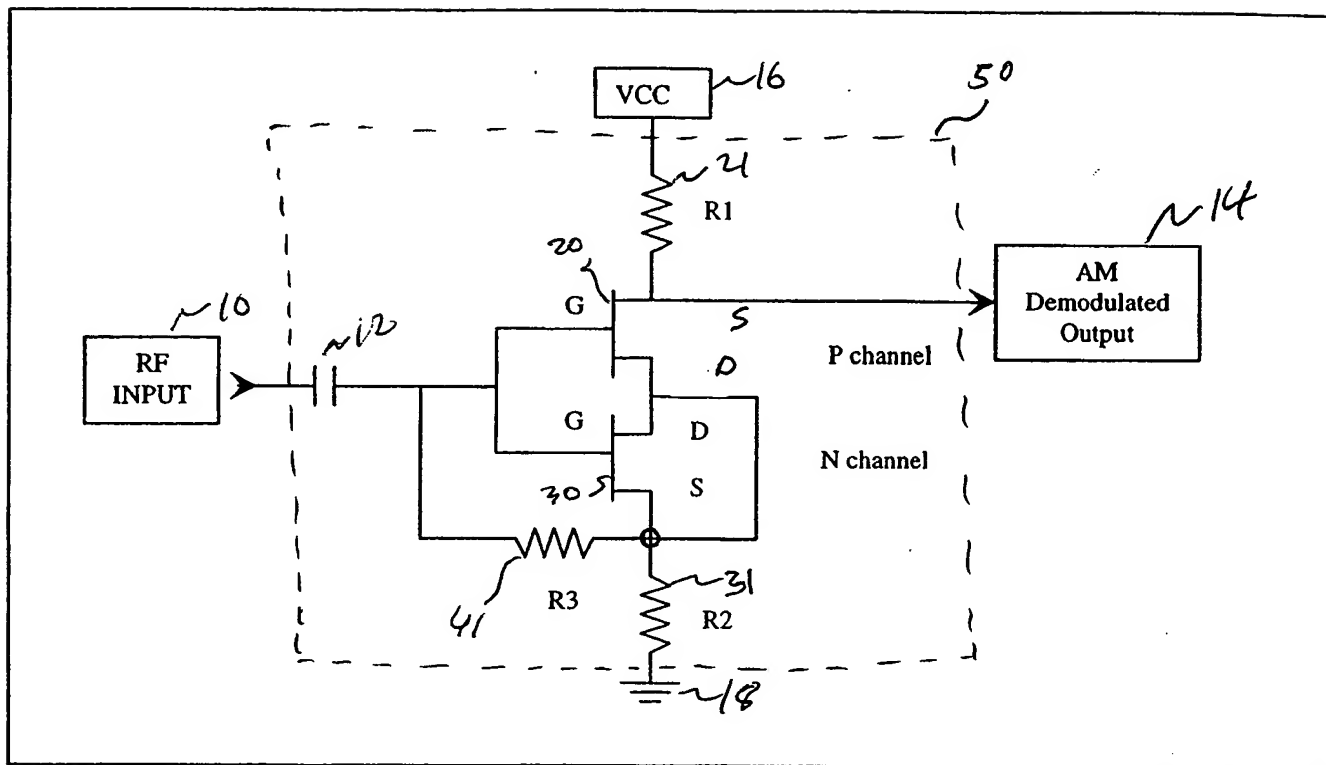 16
VCC
50
21
R1
14
20
G
S
AM
Demodulated
Output
10
12
RF
INPUT
P channel
D
G
D
N channel
30
S
31
41
R3
R2
18